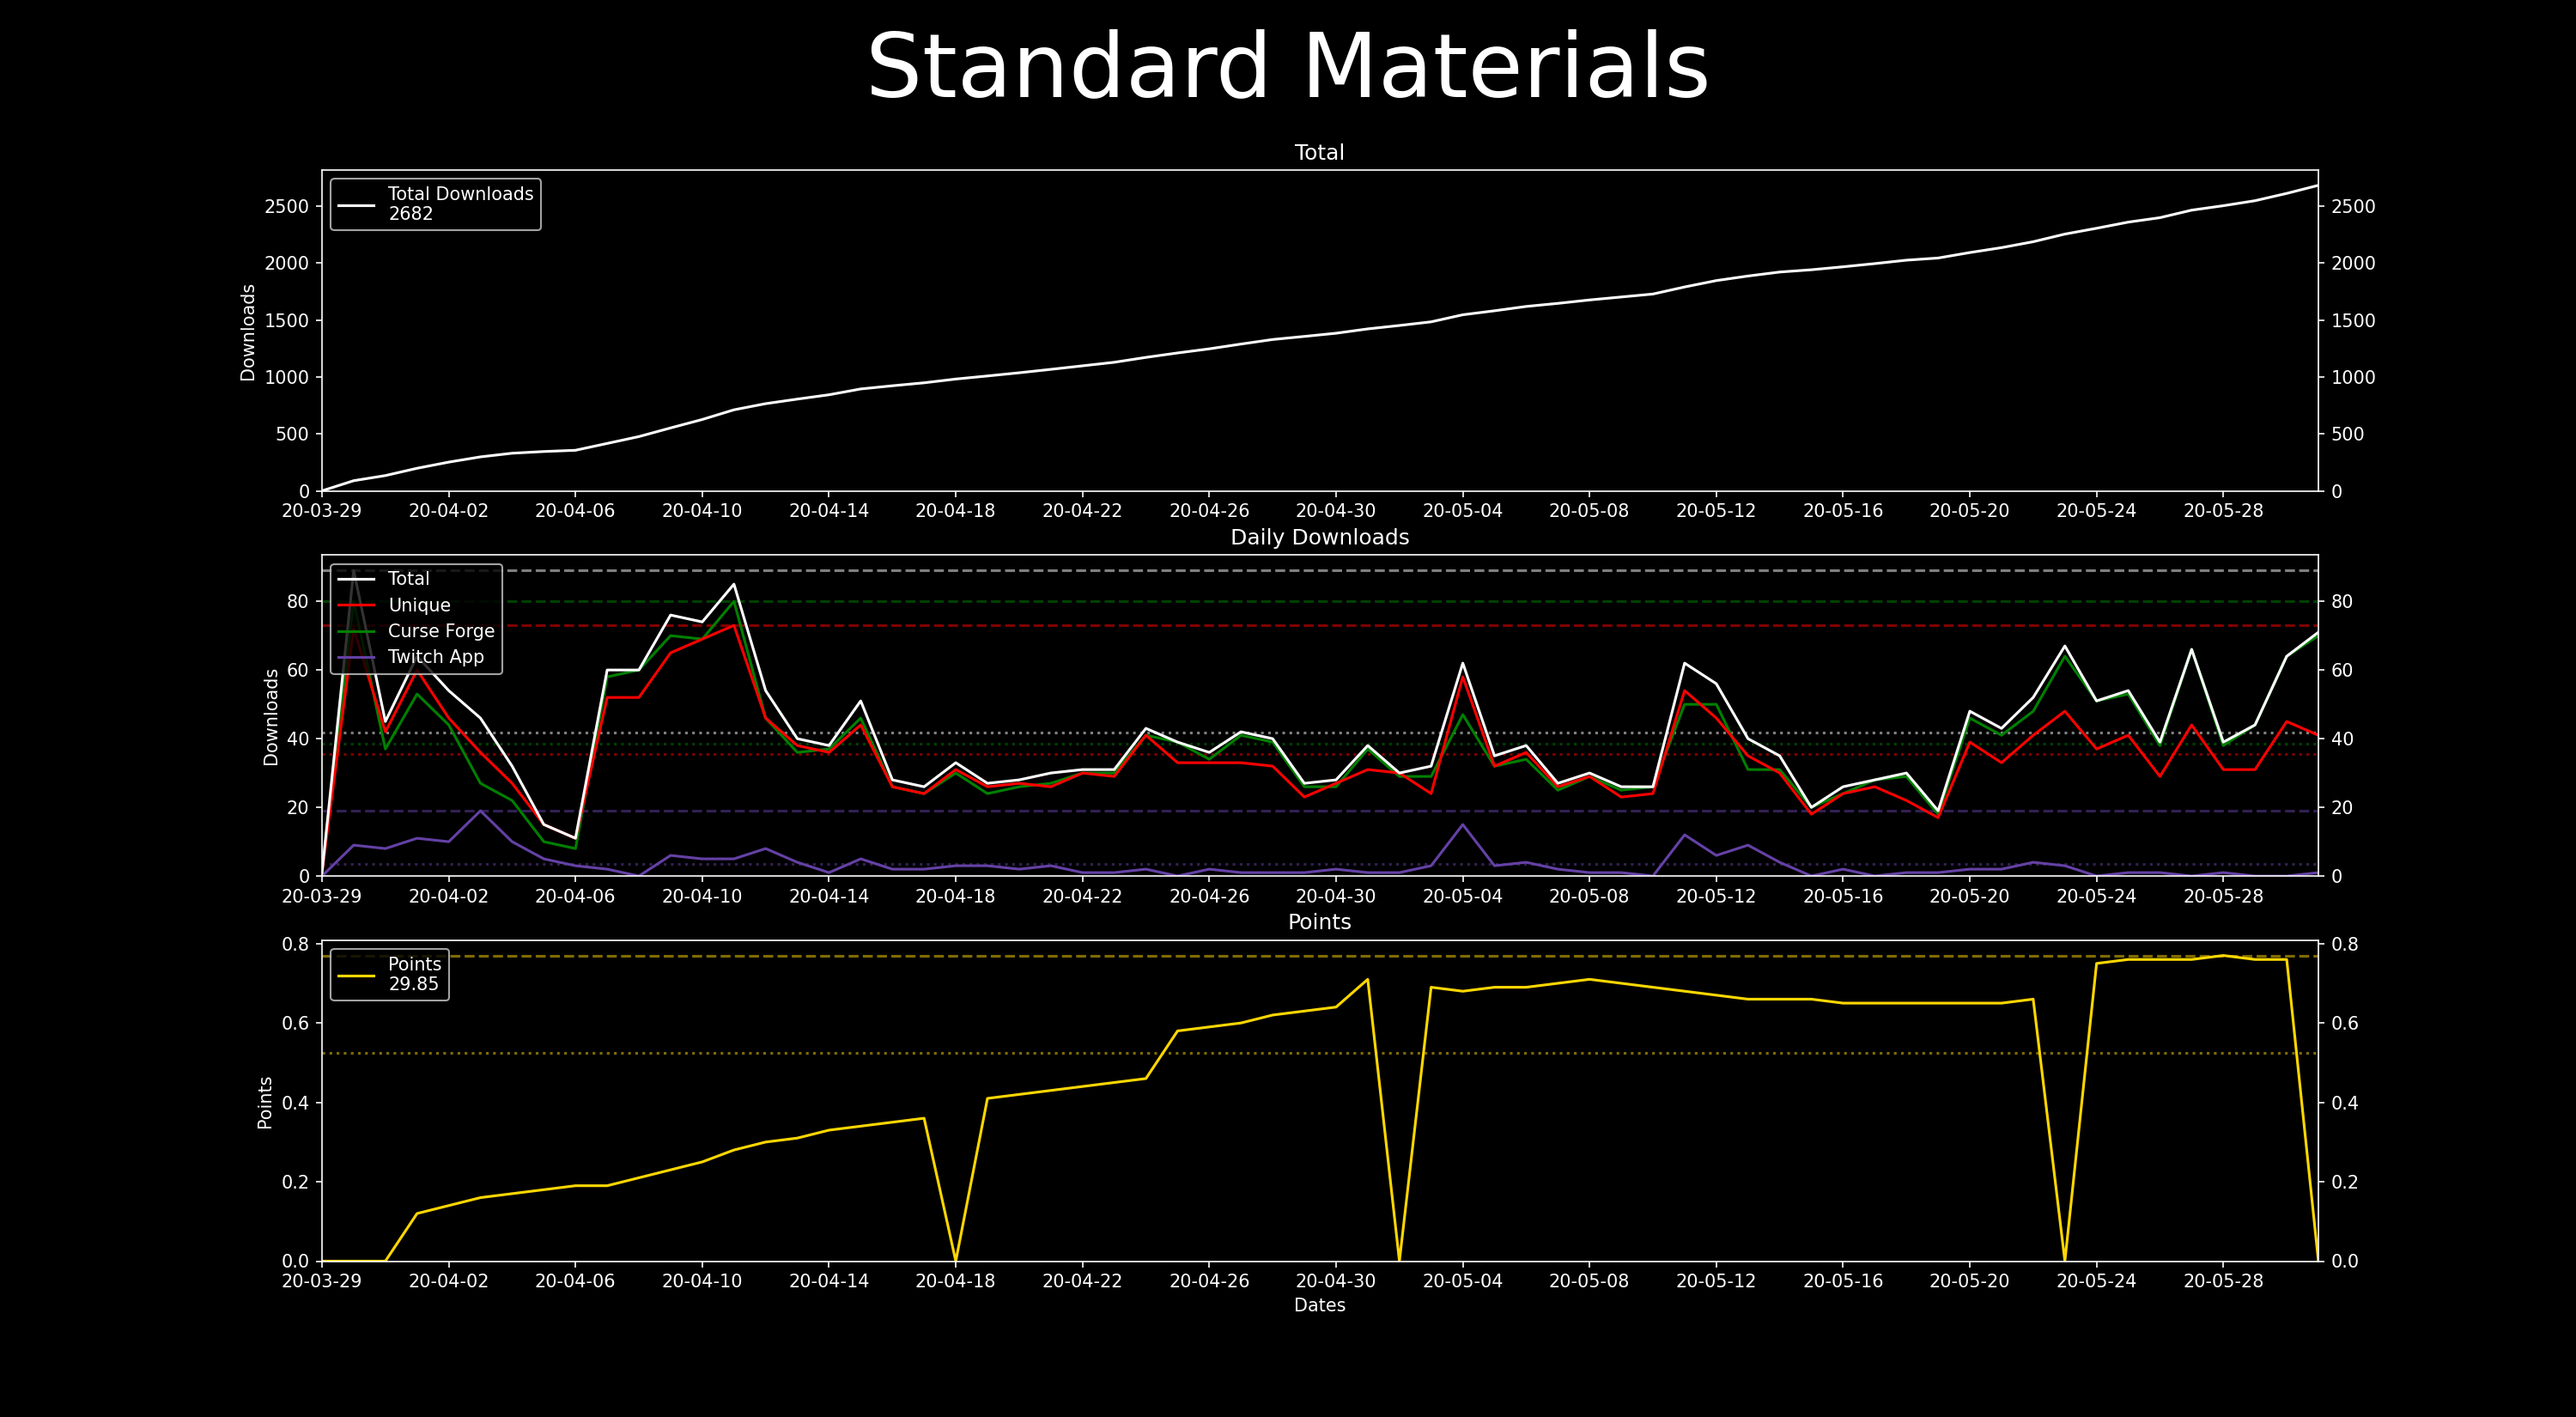 Standard Materials
Total
Total Downloads
2682
Downloads
2500
2000
1500
1000
500
0
2500
2000
1500
1000
500
0
20-03-29 20-04-02 20-04-06 20-04-10 20-04-14 20-04-18 20-04-22 20-04-26 20-04-30 20-05-04 20-05-08 20-05-12 20-05-16 20-05-20 20-05-24 20-05-28
Daily Downloads
Total
Unique
Curse Forge
Twitch App
Downloads
80
60
40
20
0
80
60
40
20
0
20-03-29 20-04-02 20-04-06 20-04-10 20-04-14 20-04-18 20-04-22 20-04-26 20-04-30 20-05-04 20-05-08 20-05-12 20-05-16 20-05-20 20-05-24 20-05-28
Points
Points
29.85
Points
0.8
0.6
0.4
0.2
0.0
0.8
0.6
0.4
0.2
0.0
20-03-29 20-04-02 20-04-06 20-04-10 20-04-14 20-04-18 20-04-22 20-04-26 20-04-30 20-05-04 20-05-08 20-05-12 20-05-16 20-05-20 20-05-24 20-05-28
Dates